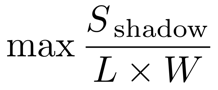 max S_shadow / L × W